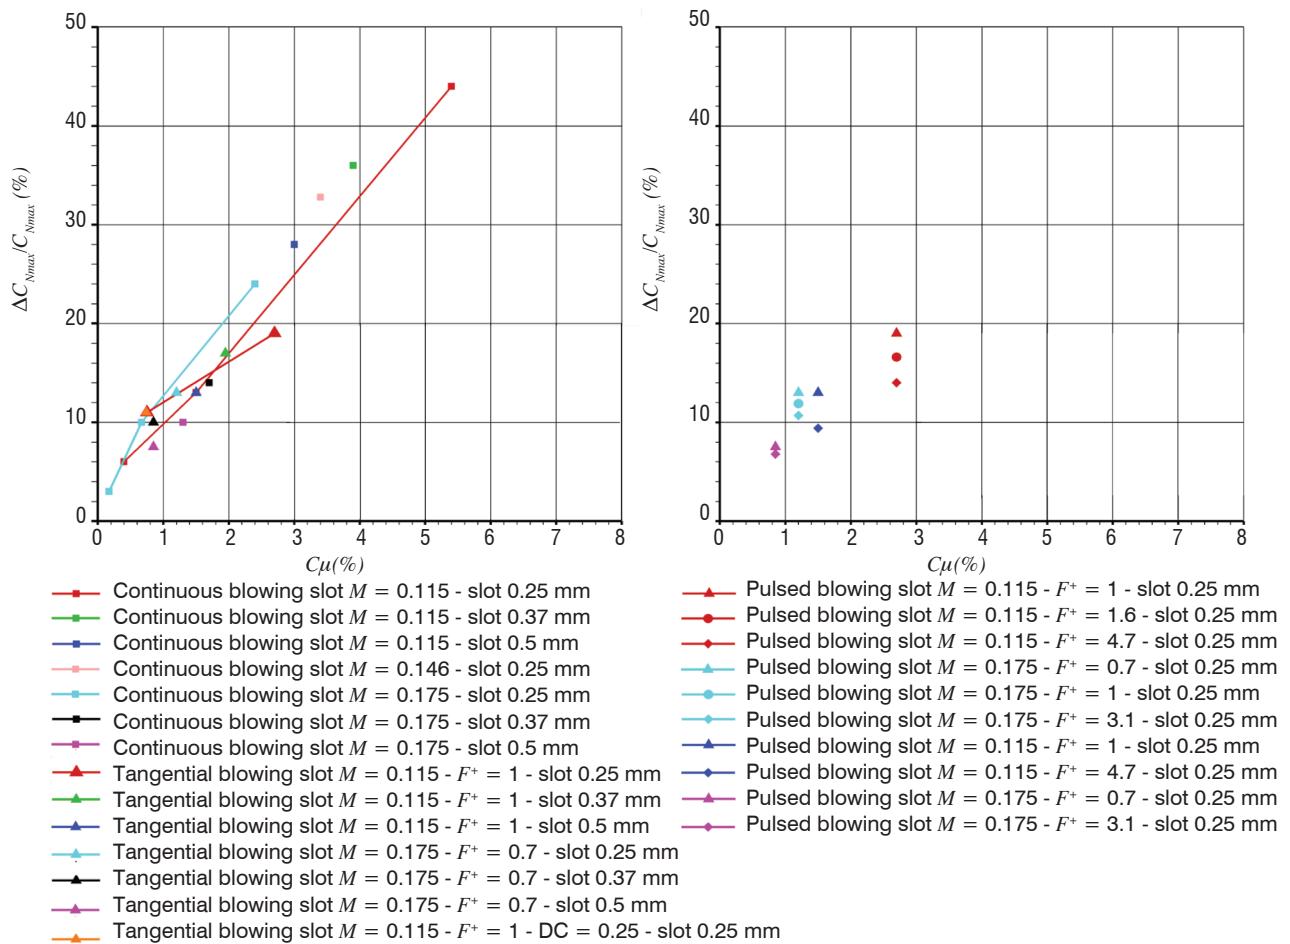 50
40
30
20
10
0
0 1 2 3 4 5 6 7 8
ΔC_Nmax/C_Nmax (%)
Cμ(%)
50
40
30
20
10
0
0 1 2 3 4 5 6 7 8
ΔC_Nmax/C_Nmax (%)
Cμ(%)
Continuous blowing slot M = 0.115 - slot 0.25 mm
Continuous blowing slot M = 0.115 - slot 0.37 mm
Continuous blowing slot M = 0.115 - slot 0.5 mm
Continuous blowing slot M = 0.146 - slot 0.25 mm
Continuous blowing slot M = 0.175 - slot 0.25 mm
Continuous blowing slot M = 0.175 - slot 0.37 mm
Continuous blowing slot M = 0.175 - slot 0.5 mm
Tangential blowing slot M = 0.115 - F⁺ = 1 - slot 0.25 mm
Tangential blowing slot M = 0.115 - F⁺ = 1 - slot 0.37 mm
Tangential blowing slot M = 0.115 - F⁺ = 1 - slot 0.5 mm
Tangential blowing slot M = 0.175 - F⁺ = 0.7 - slot 0.25 mm
Tangential blowing slot M = 0.175 - F⁺ = 0.7 - slot 0.37 mm
Tangential blowing slot M = 0.175 - F⁺ = 0.7 - slot 0.5 mm
Tangential blowing slot M = 0.115 - F⁺ = 1 - DC = 0.25 - slot 0.25 mm
Pulsed blowing slot M = 0.115 - F⁺ = 1 - slot 0.25 mm
Pulsed blowing slot M = 0.115 - F⁺ = 1.6 - slot 0.25 mm
Pulsed blowing slot M = 0.115 - F⁺ = 4.7 - slot 0.25 mm
Pulsed blowing slot M = 0.175 - F⁺ = 0.7 - slot 0.25 mm
Pulsed blowing slot M = 0.175 - F⁺ = 1 - slot 0.25 mm
Pulsed blowing slot M = 0.175 - F⁺ = 3.1 - slot 0.25 mm
Pulsed blowing slot M = 0.115 - F⁺ = 1 - slot 0.25 mm
Pulsed blowing slot M = 0.115 - F⁺ = 4.7 - slot 0.25 mm
Pulsed blowing slot M = 0.175 - F⁺ = 0.7 - slot 0.25 mm
Pulsed blowing slot M = 0.175 - F⁺ = 3.1 - slot 0.25 mm